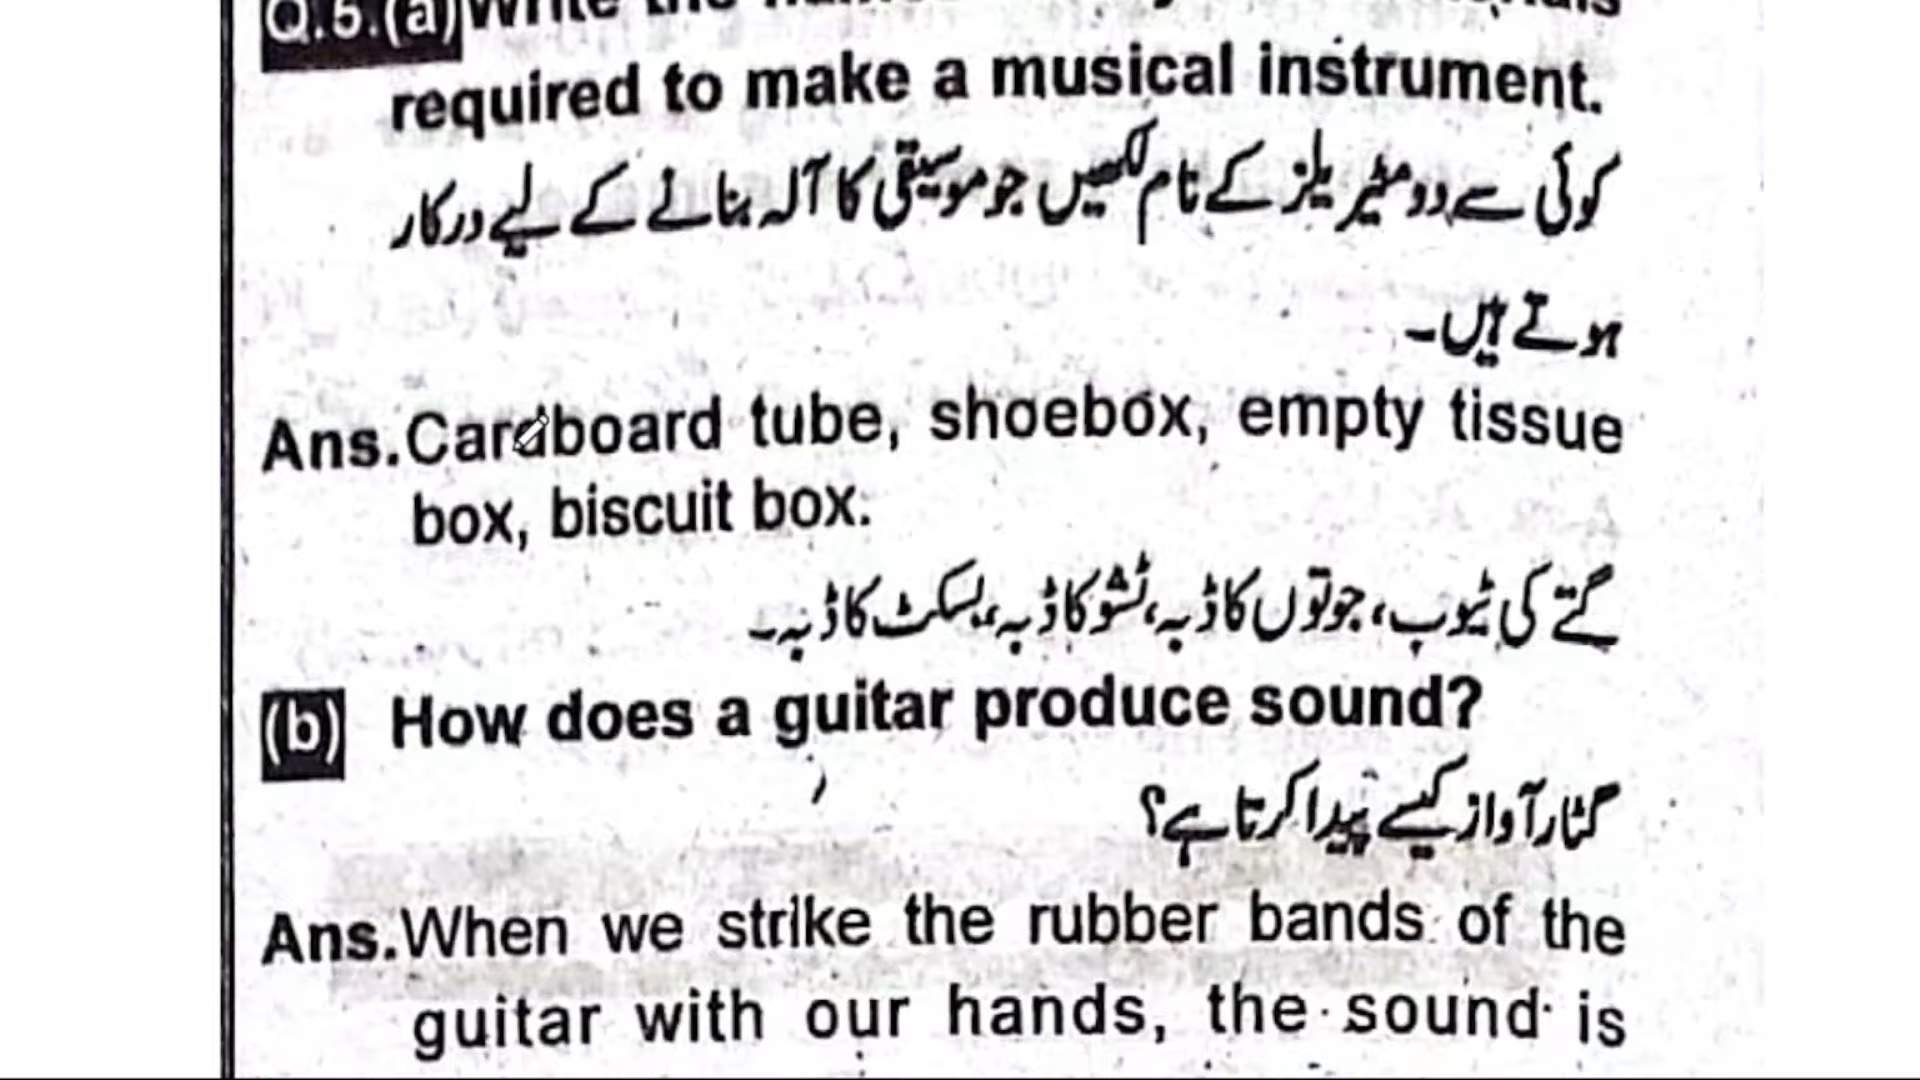 Q.5.(a) Write the
required to make a musical instrument.
کوئی سے دو مٹیریلز کے نام لکھیں جو موسیقی کا آلہ بنانے کے لیے درکار
ہوتے ہیں۔
Ans. Cardboard tube, shoebox, empty tissue
box, biscuit box.
گتے کی ٹیوب، جوتوں کا ڈبہ، ٹشو کا ڈبہ، بسکٹ کا ڈبہ۔
(b) How does a guitar produce sound?
گٹار آواز کیسے پیدا کرتا ہے؟
Ans. When we strike the rubber bands of the
guitar with our hands, the sound is